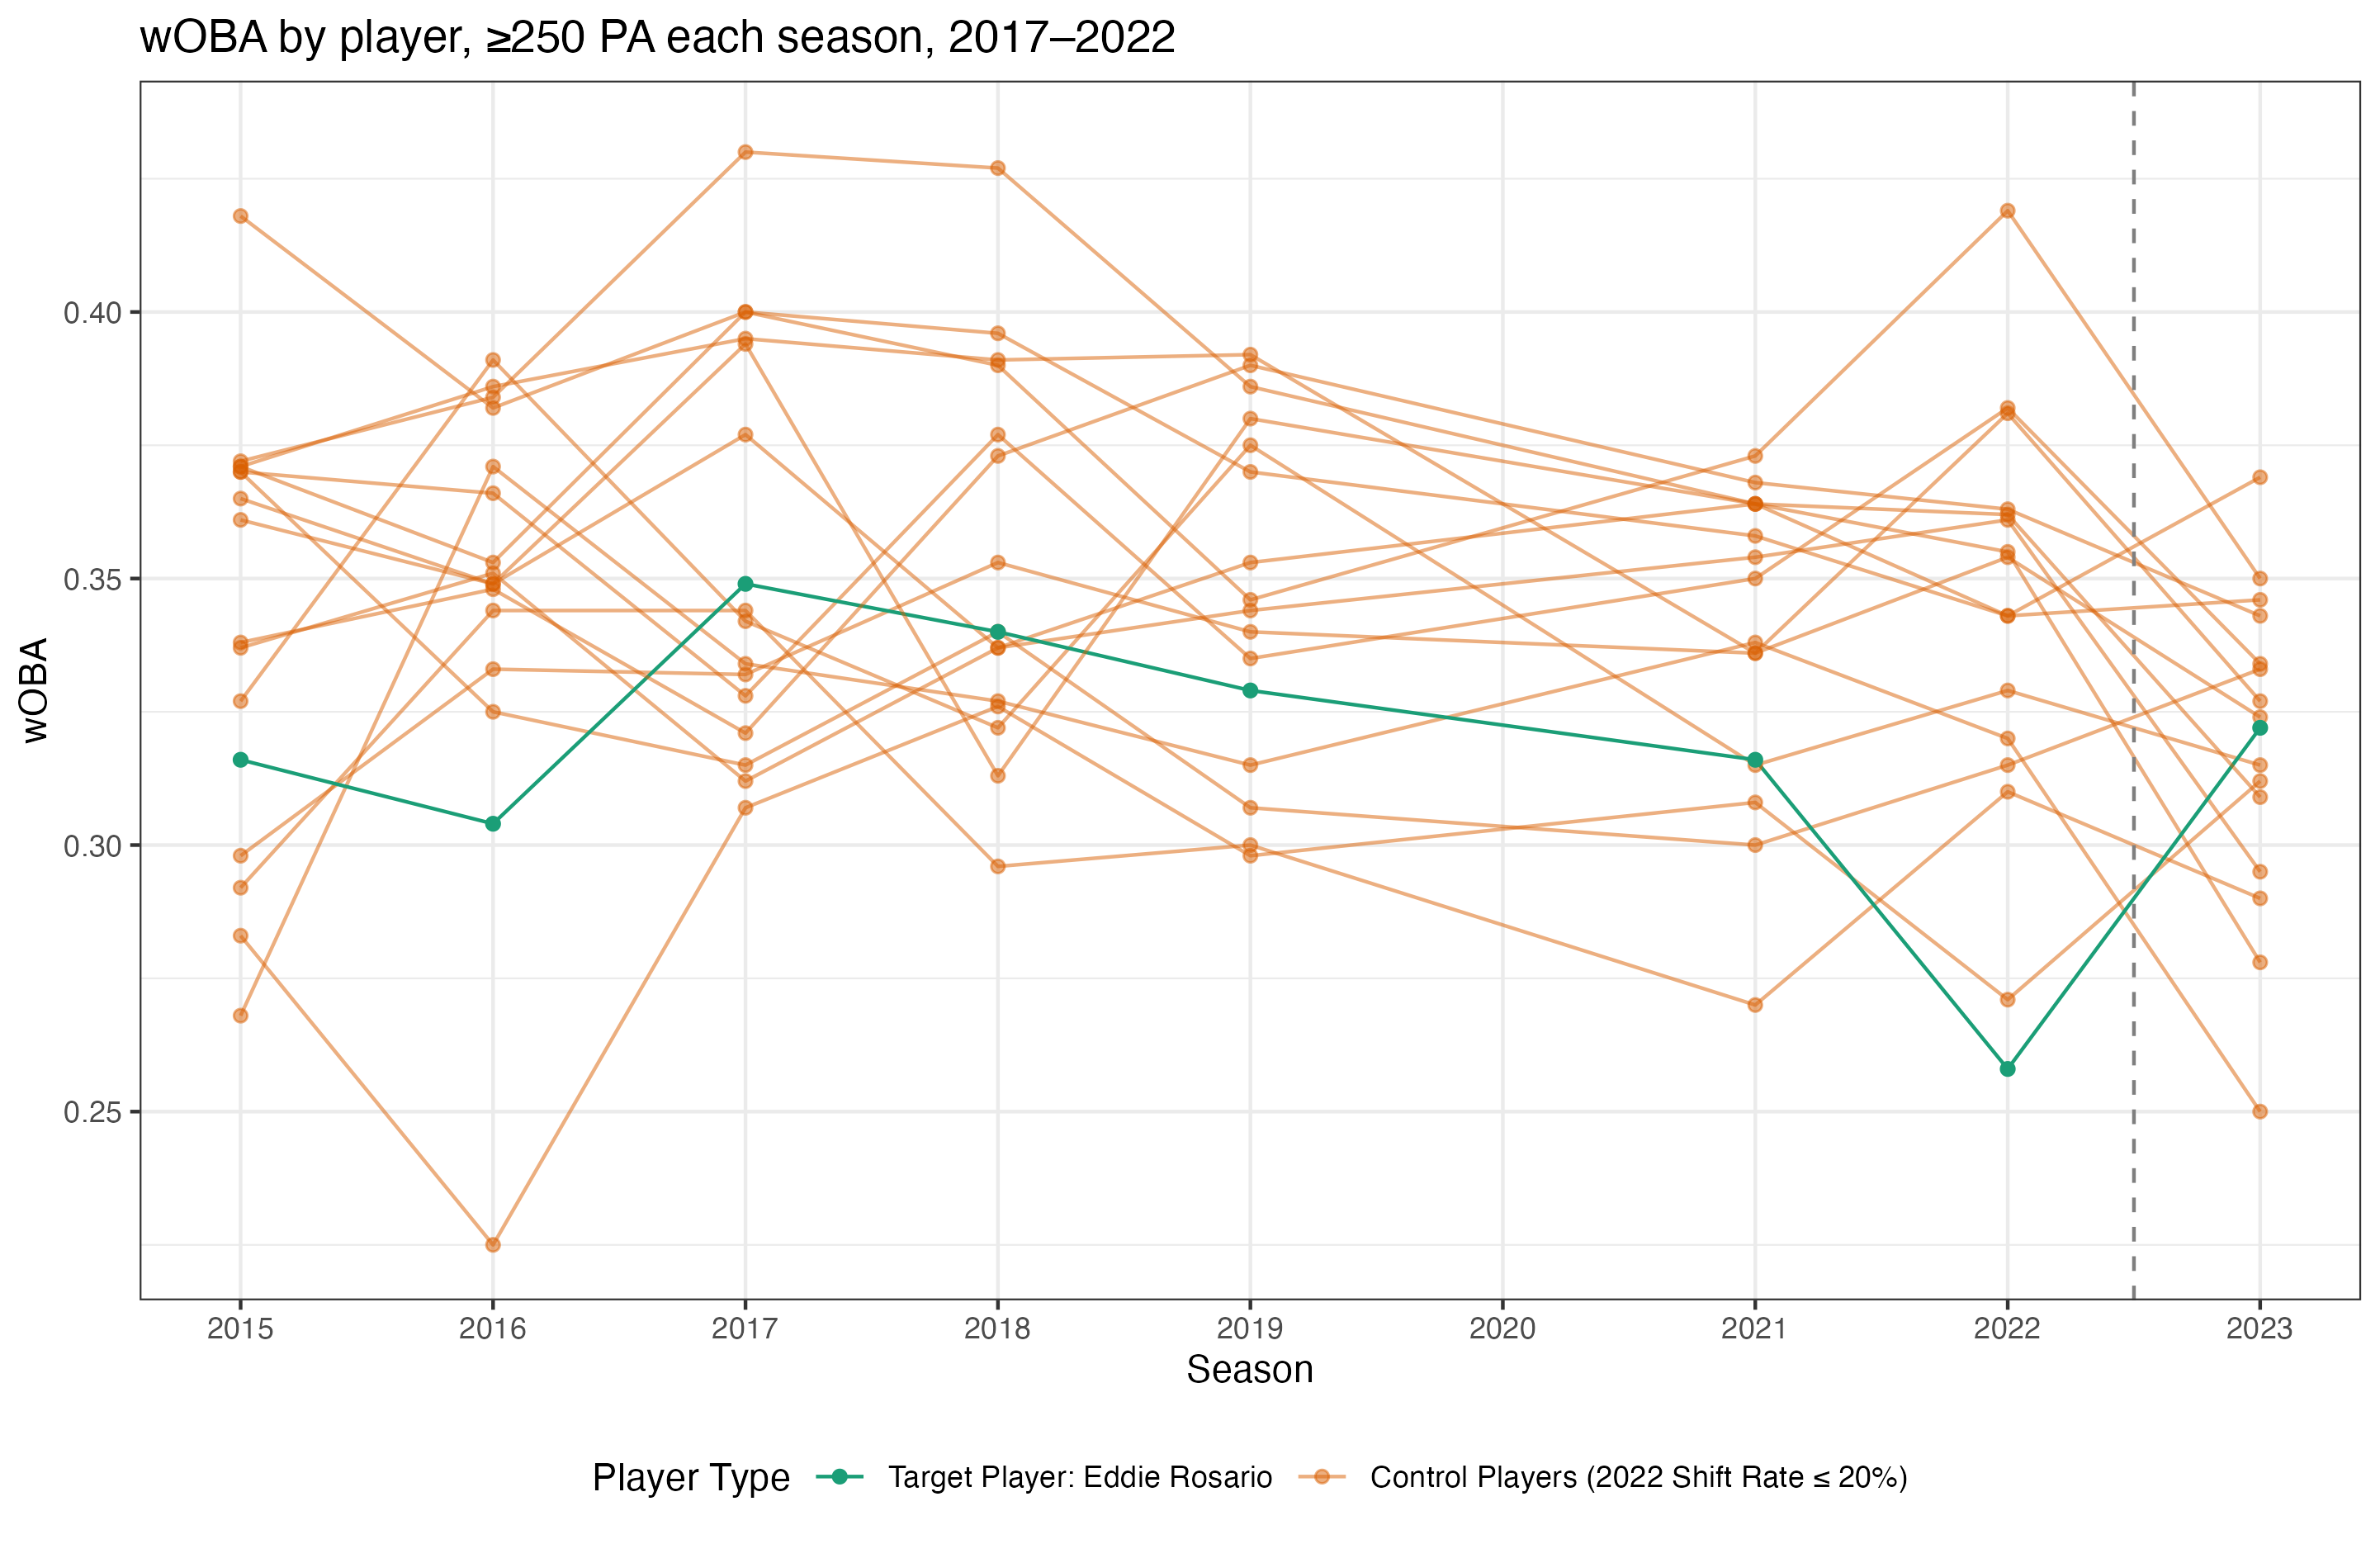 wOBA by player, ≥250 PA each season, 2017–2022
wOBA
0.40
0.35
0.30
0.25
2015 2016 2017 2018 2019 2020 2021 2022 2023
Season
Player Type Target Player: Eddie Rosario Control Players (2022 Shift Rate ≤ 20%)